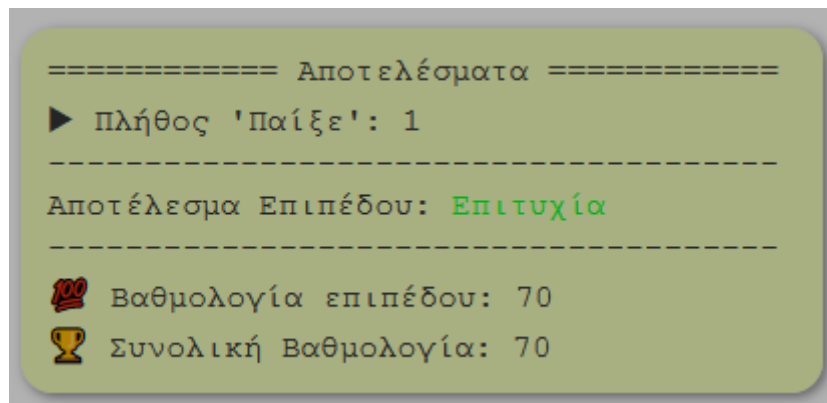 ============ Αποτελέσματα ============
▶ Πλήθος 'Παίξε': 1
--------------------------------------
Αποτέλεσμα Επιπέδου: Επιτυχία
--------------------------------------
💯 Βαθμολογία επιπέδου: 70
🏆 Συνολική Βαθμολογία: 70